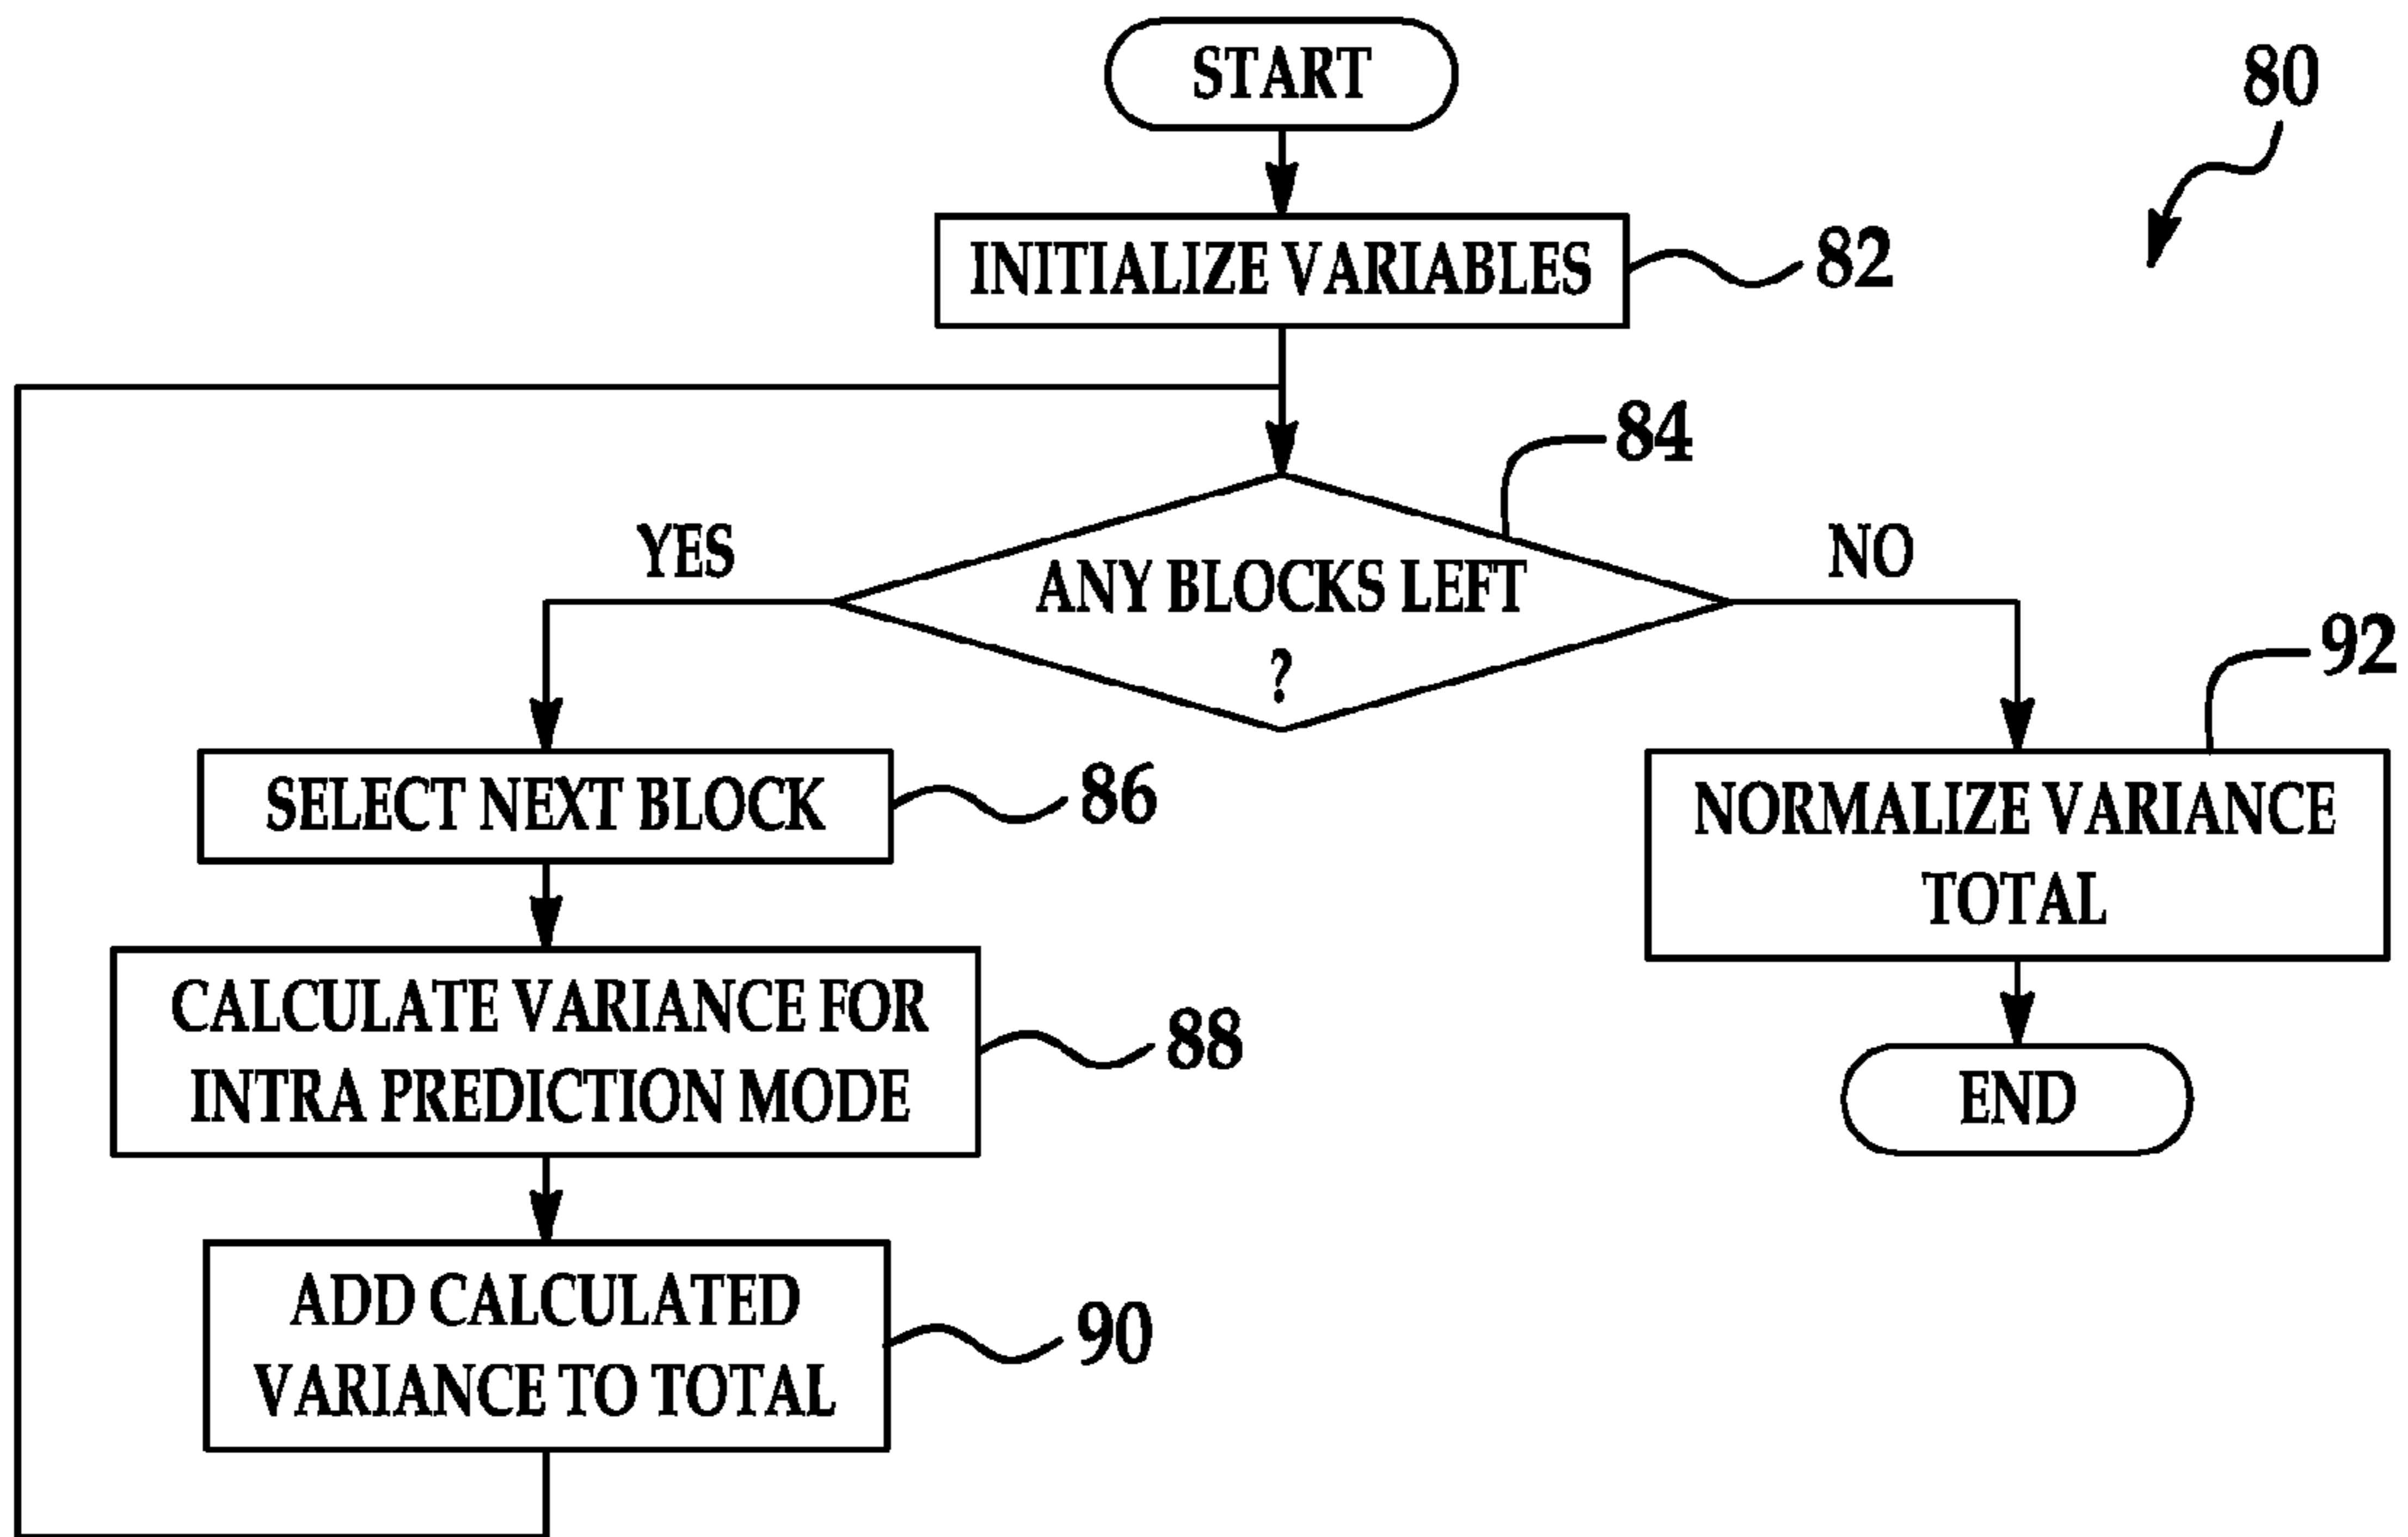 START
80
INITIALIZE VARIABLES
82
84
YES
ANY BLOCKS LEFT
?
NO
92
SELECT NEXT BLOCK
86
NORMALIZE VARIANCE
TOTAL
CALCULATE VARIANCE FOR
INTRA PREDICTION MODE
88
END
ADD CALCULATED
VARIANCE TO TOTAL
90